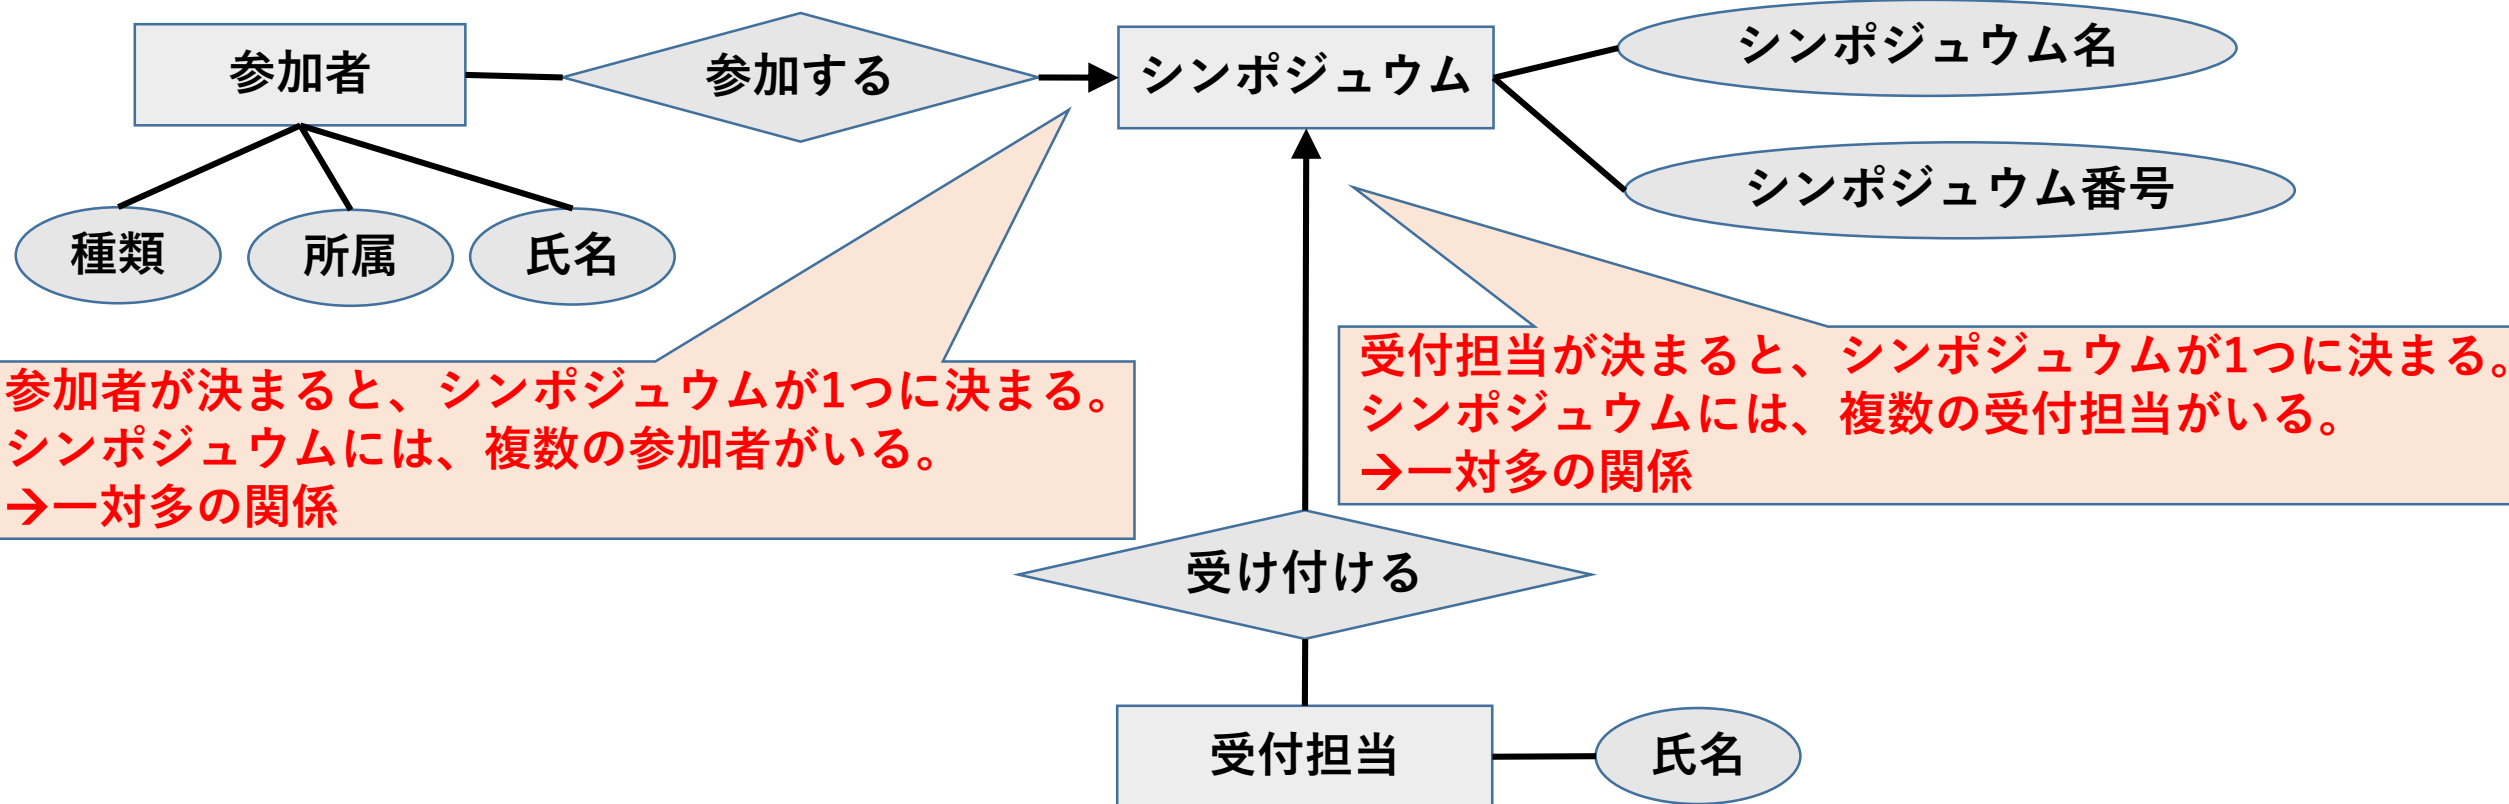 参加者
参加する
シンポジュウム
シンポジュウム名
シンポジュウム番号
種類
所属
氏名
参加者が決まると、シンポジュウムが1つに決まる。
シンポジュウムには、複数の参加者がいる。
→一対多の関係
受付担当が決まると、シンポジュウムが1つに決まる。
シンポジュウムには、複数の受付担当がいる。
→一対多の関係
受け付ける
受付担当
氏名